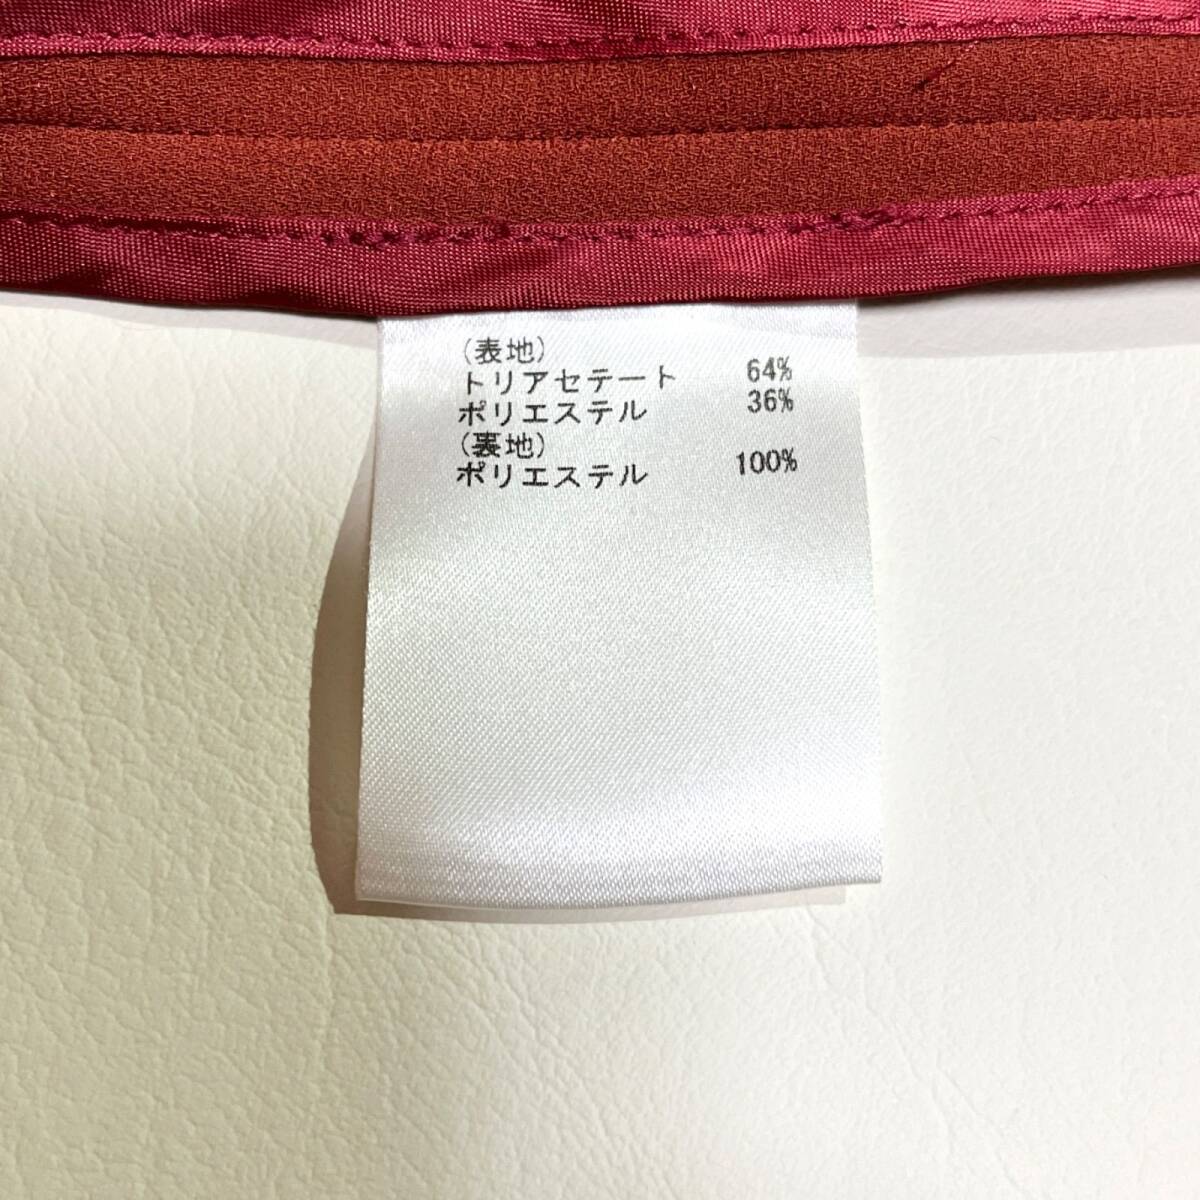 (表地)
トリアセテート 64%
ポリエステル 36%
(裏地)
ポリエステル 100%